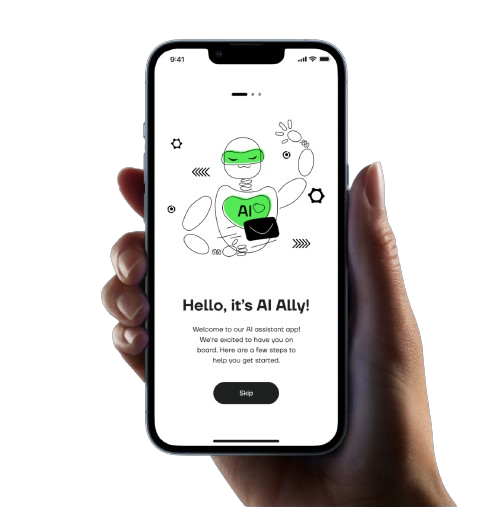 9:41
AI
Hello, it's AI Ally!
Welcome to our AI assistant app!
We're excited to have you on
board. Here are a few steps to
help you get started.
Skip